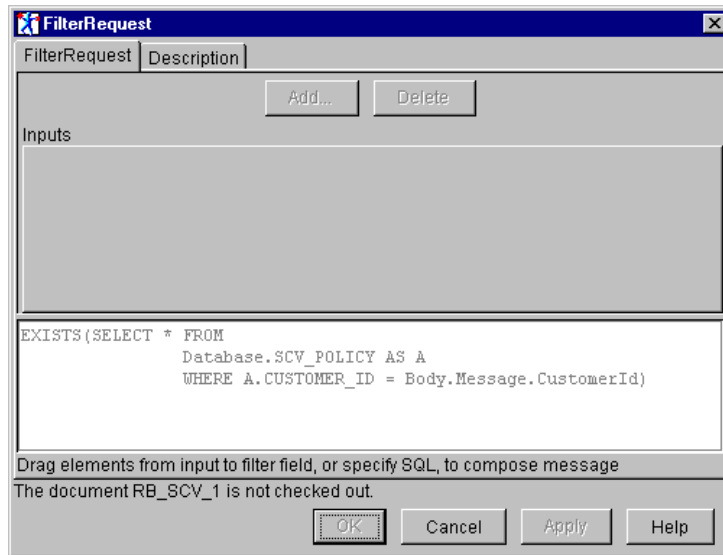 FilterRequest
FilterRequest Description
Add... Delete
Inputs
EXISTS(SELECT * FROM
Database.SCV_POLICY AS A
WHERE A.CUSTOMER_ID = Body.Message.CustomerId)
Drag elements from input to filter field, or specify SQL, to compose message
The document RB_SCV_1 is not checked out.
OK Cancel Apply Help